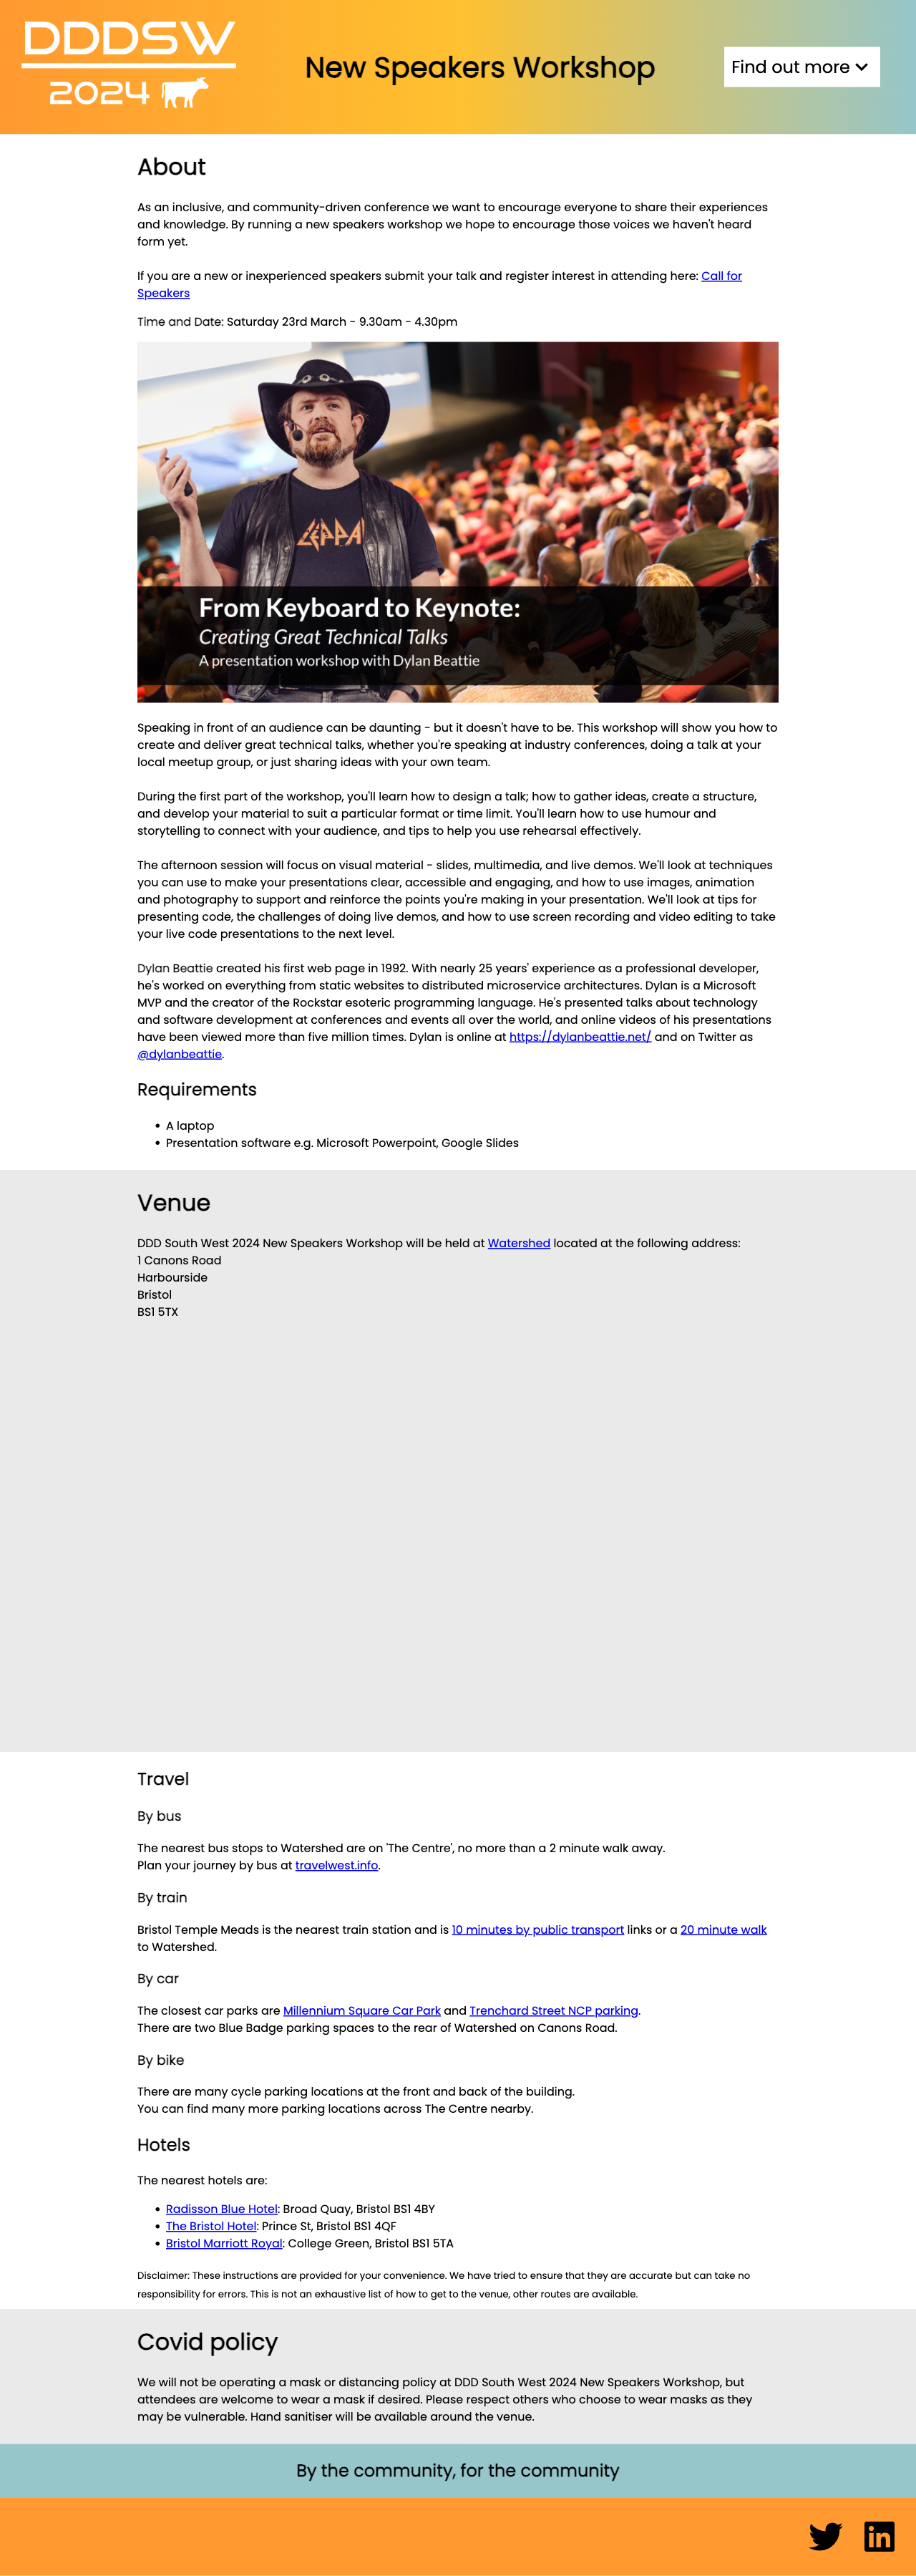 DDDSW
2024
New Speakers Workshop
Find out more
About
As an inclusive, and community-driven conference we want to encourage everyone to share their experiences
and knowledge. By running a new speakers workshop we hope to encourage those voices we haven't heard
form yet.
If you are a new or inexperienced speakers submit your talk and register interest in attending here: Call for
Speakers
Time and Date: Saturday 23rd March - 9.30am - 4.30pm
From Keyboard to Keynote:
Creating Great Technical Talks
A presentation workshop with Dylan Beattie
Speaking in front of an audience can be daunting - but it doesn't have to be. This workshop will show you how to
create and deliver great technical talks, whether you're speaking at industry conferences, doing a talk at your
local meetup group, or just sharing ideas with your own team.
During the first part of the workshop, you'll learn how to design a talk; how to gather ideas, create a structure,
and develop your material to suit a particular format or time limit. You'll learn how to use humour and
storytelling to connect with your audience, and tips to help you use rehearsal effectively.
The afternoon session will focus on visual material - slides, multimedia, and live demos. We'll look at techniques
you can use to make your presentations clear, accessible and engaging, and how to use images, animation
and photography to support and reinforce the points you're making in your presentation. We'll look at tips for
presenting code, the challenges of doing live demos, and how to use screen recording and video editing to take
your live code presentations to the next level.
Dylan Beattie created his first web page in 1992. With nearly 25 years' experience as a professional developer,
he's worked on everything from static websites to distributed microservice architectures. Dylan is a Microsoft
MVP and the creator of the Rockstar esoteric programming language. He's presented talks about technology
and software development at conferences and events all over the world, and online videos of his presentations
have been viewed more than five million times. Dylan is online at https://dylanbeattie.net/ and on Twitter as
@dylanbeattie.
Requirements
• A laptop
• Presentation software e.g. Microsoft Powerpoint, Google Slides
Venue
DDD South West 2024 New Speakers Workshop will be held at Watershed located at the following address:
1 Canons Road
Harbourside
Bristol
BS1 5TX
Travel
By bus
The nearest bus stops to Watershed are on 'The Centre', no more than a 2 minute walk away.
Plan your journey by bus at travelwest.info.
By train
Bristol Temple Meads is the nearest train station and is 10 minutes by public transport links or a 20 minute walk
to Watershed.
By car
The closest car parks are Millennium Square Car Park and Trenchard Street NCP parking.
There are two Blue Badge parking spaces to the rear of Watershed on Canons Road.
By bike
There are many cycle parking locations at the front and back of the building.
You can find many more parking locations across The Centre nearby.
Hotels
The nearest hotels are:
• Radisson Blue Hotel: Broad Quay, Bristol BS1 4BY
• The Bristol Hotel: Prince St, Bristol BS1 4QF
• Bristol Marriott Royal: College Green, Bristol BS1 5TA
Disclaimer: These instructions are provided for your convenience. We have tried to ensure that they are accurate but can take no
responsibility for errors. This is not an exhaustive list of how to get to the venue, other routes are available.
Covid policy
We will not be operating a mask or distancing policy at DDD South West 2024 New Speakers Workshop, but
attendees are welcome to wear a mask if desired. Please respect others who choose to wear masks as they
may be vulnerable. Hand sanitiser will be available around the venue.
By the community, for the community
in